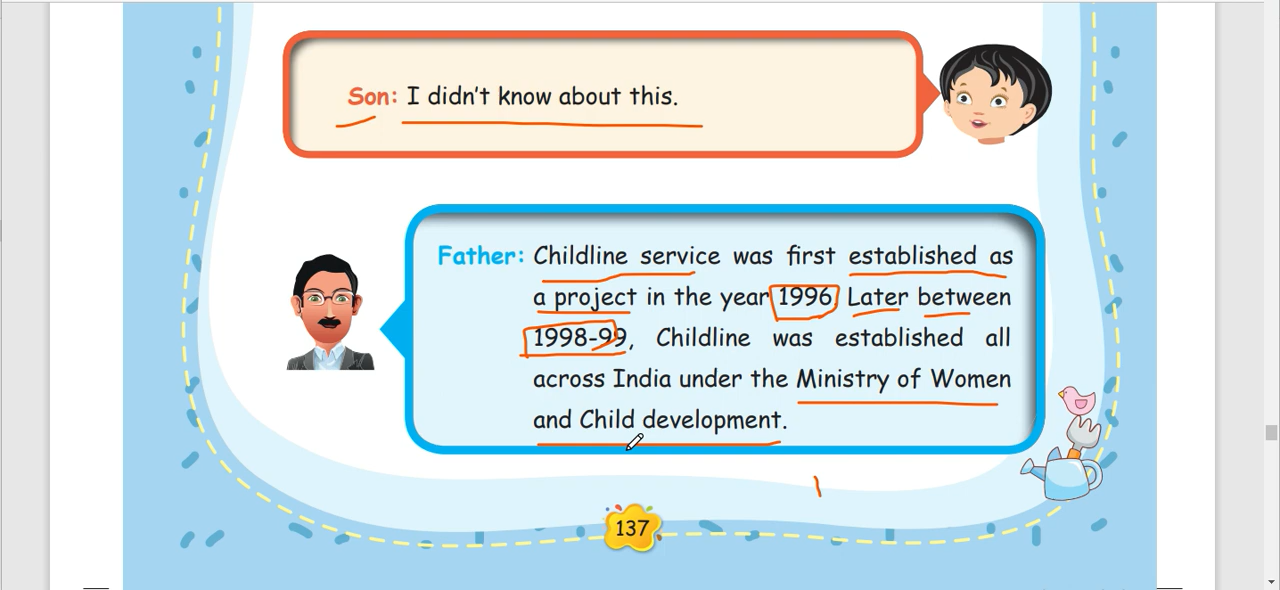 Son: I didn't know about this.
Father: Childline service was first established as
a project in the year 1996 Later between
1998-99, Childline was established all
across India under the Ministry of Women
and Child development.
137